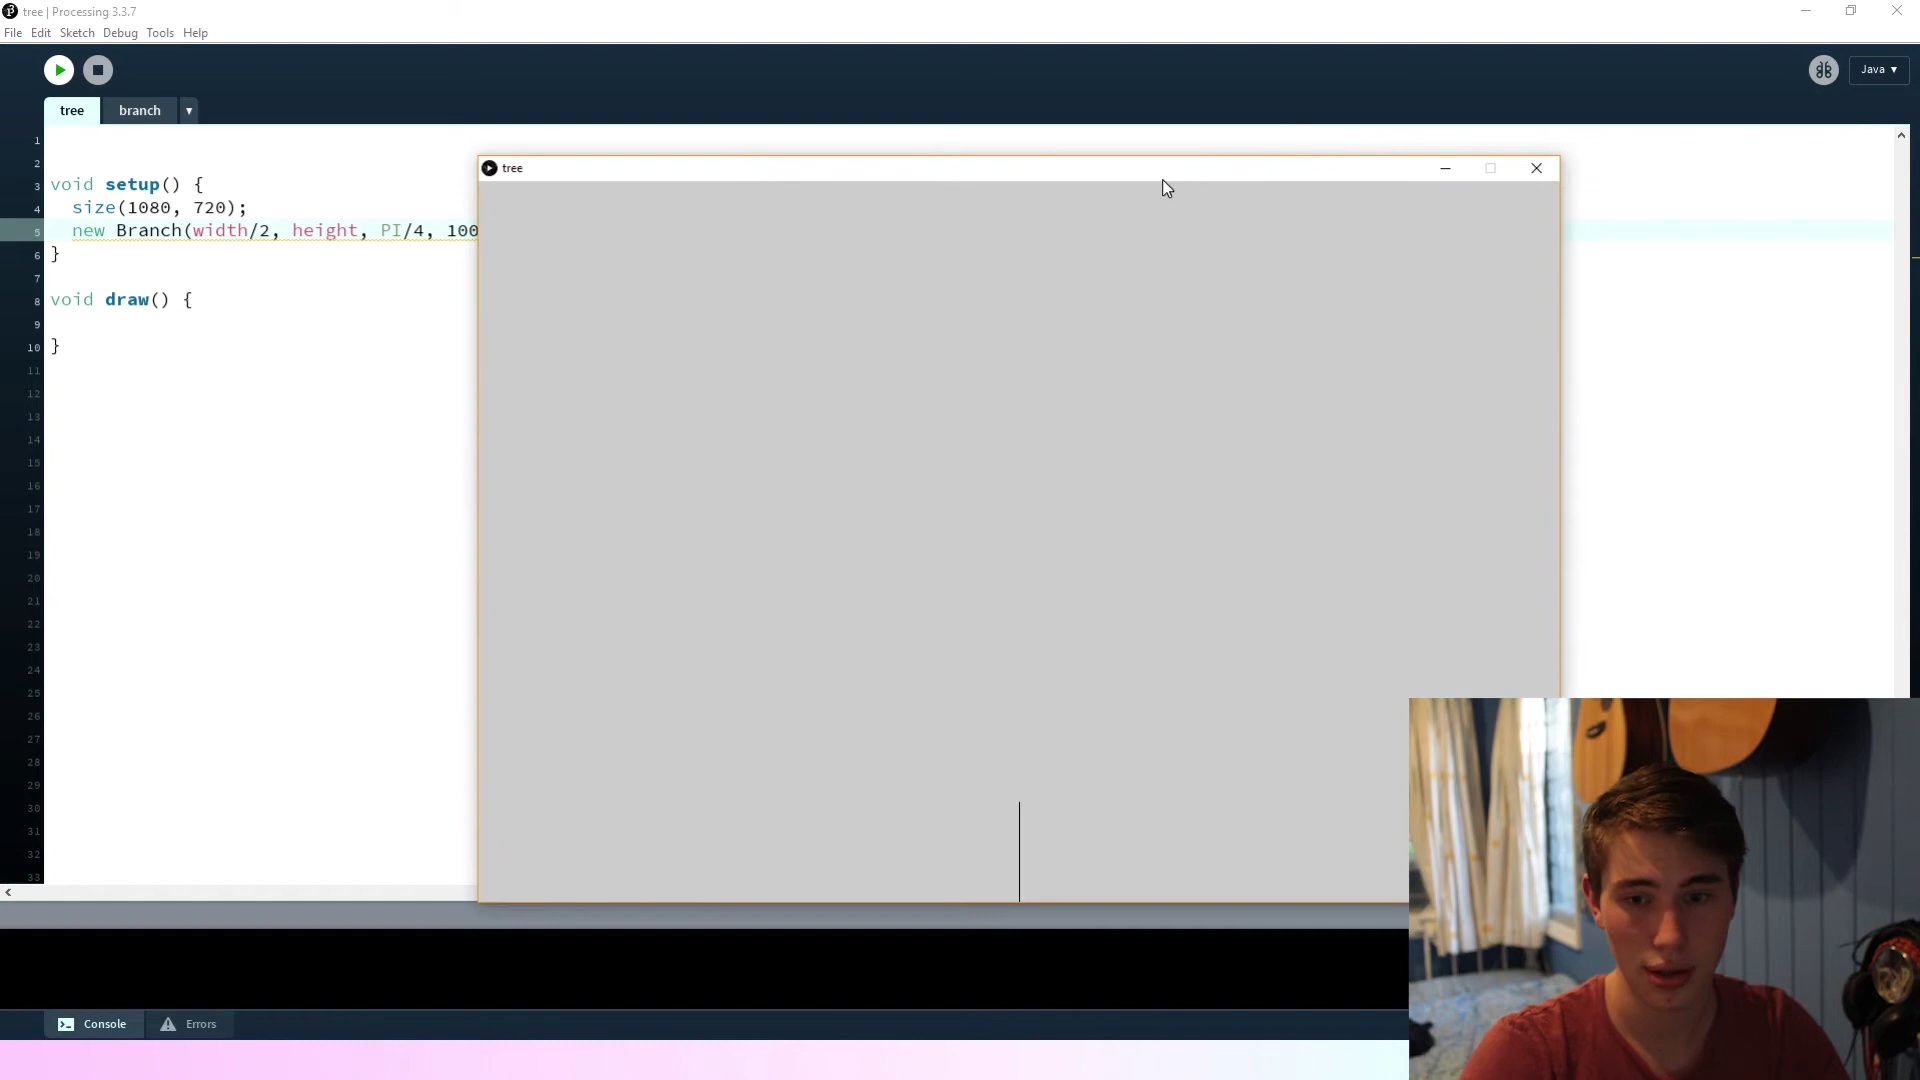 tree | Processing 3.3.7
File Edit Sketch Debug Tools Help
Java ▾
tree branch ▾
1
2
3 void setup() {
4 size(1080, 720);
5 new Branch(width/2, height, PI/4, 100
6 }
7
8 void draw() {
9
10 }
11
12
13
14
15
16
17
18
19
20
21
22
23
24
25
26
27
28
29
30
31
32
33
tree
Console Errors